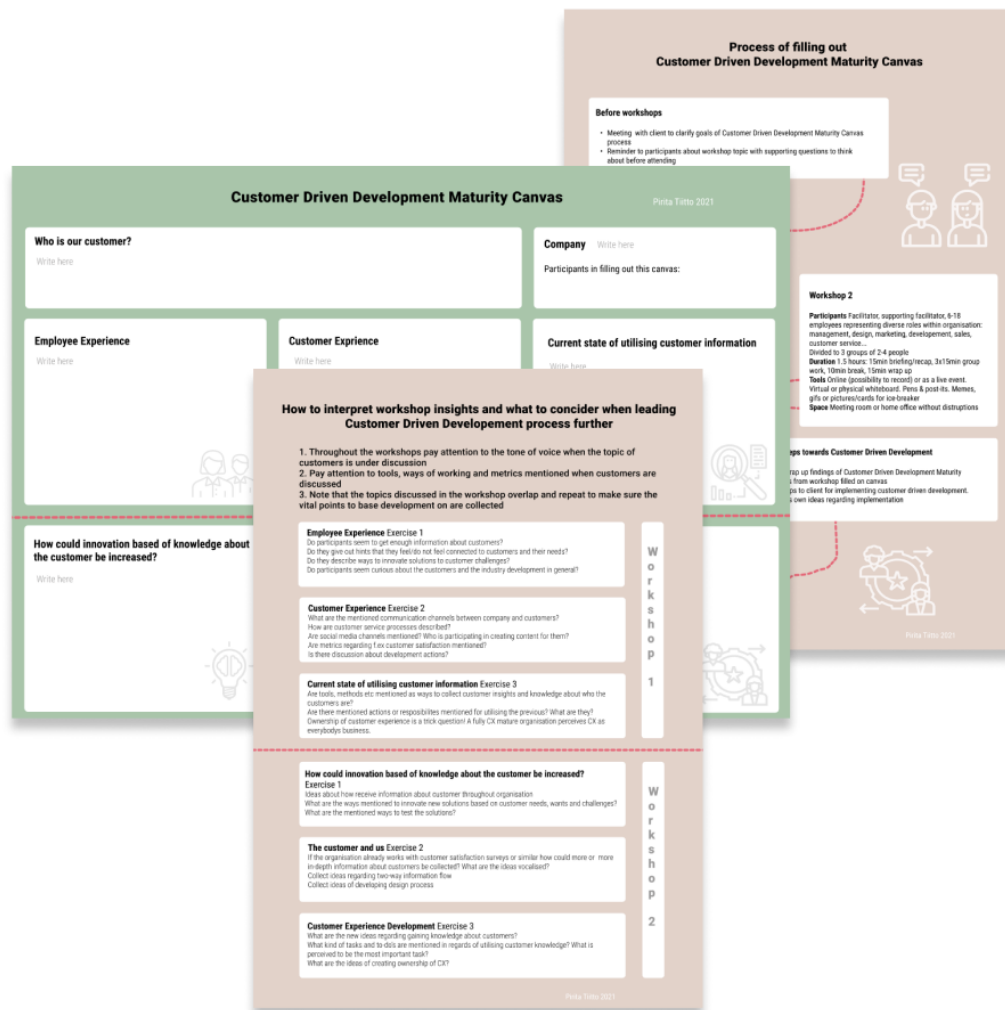 Process of filling out
Customer Driven Development Maturity Canvas
Before workshops
• Meeting with client to clarify goals of Customer Driven Development Maturity Canvas
process
• Reminder to participants about workshop topic with supporting questions to think
about before attending
Workshop 2
Participants Facilitator, supporting facilitator, 6-18
employees representing diverse roles within organisation:
management, design, marketing, developement, sales,
customer service...
Divided to 3 groups of 2-4 people
Duration 1.5 hours: 15min briefing/recap, 3x15min group
work, 10min break, 15min wrap up
Tools Online (possibility to record) or as a live event.
Virtual or physical whiteboard. Pens & post-its. Memes,
gifs or pictures/cards for ice-breaker
Space Meeting room or home office without distruptions
towards Customer Driven Development
up findings of Customer Driven Development Maturity
from workshop filled on canvas
to client for implementing customer driven development.
own ideas regarding implementation
Pirita Tiitto 2021
Customer Driven Development Maturity Canvas
Pirita Tiitto 2021
Who is our customer?
Write here
Company Write here
Participants in filling out this canvas:
Employee Experience
Write here
Customer Exprience
Write here
Current state of utilising customer information
Write here
How could innovation based of knowledge about
the customer be increased?
Write here
How to interpret workshop insights and what to concider when leading
Customer Driven Developement process further
1. Throughout the workshops pay attention to the tone of voice when the topic of
customers is under discussion
2. Pay attention to tools, ways of working and metrics mentioned when customers are
discussed
3. Note that the topics discussed in the workshop overlap and repeat to make sure the
vital points to base development on are collected
Employee Experience Exercise 1
Do participants seem to get enough information about customers?
Do they give out hints that they feel/do not feel connected to customers and their needs?
Do they describe ways to innovate solutions to customer challenges?
Do participants seem curious about the customers and the industry development in general?
Customer Experience Exercise 2
What are the mentioned communication channels between company and customers?
How are customer service processes described?
Are social media channels mentioned? Who is participating in creating content for them?
Are metrics regarding f.ex customer satisfaction mentioned?
Is there discussion about development actions?
Current state of utilising customer information Exercise 3
Are tools, methods etc mentioned as ways to collect customer insights and knowledge about who the
customers are?
Are there mentioned actions or resposibilites mentioned for utilising the previous? What are they?
Ownership of customer experience is a trick question! A fully CX mature organisation perceives CX as
everybodys business.
Workshop 1
How could innovation based of knowledge about the customer be increased?
Exercise 1
Ideas about how receive information about customer throughout organisation
What are the ways mentioned to innovate new solutions based on customer needs, wants and challenges?
What are the mentioned ways to test the solutions?
The customer and us Exercise 2
If the organisation already works with customer satisfaction surveys or similar how could more or more
in-depth information about customers be collected? What are the ideas vocalised?
Collect ideas regarding two-way information flow
Collect ideas of developing design process
Customer Experience Development Exercise 3
What are the new ideas regarding gaining knowledge about customers?
What kind of tasks and to do's are mentioned in regards of utilising customer knowledge? What is
perceived to be the most important task?
What are the ideas of creating ownership of CX?
Workshop 2
Pirita Tiitto 2021